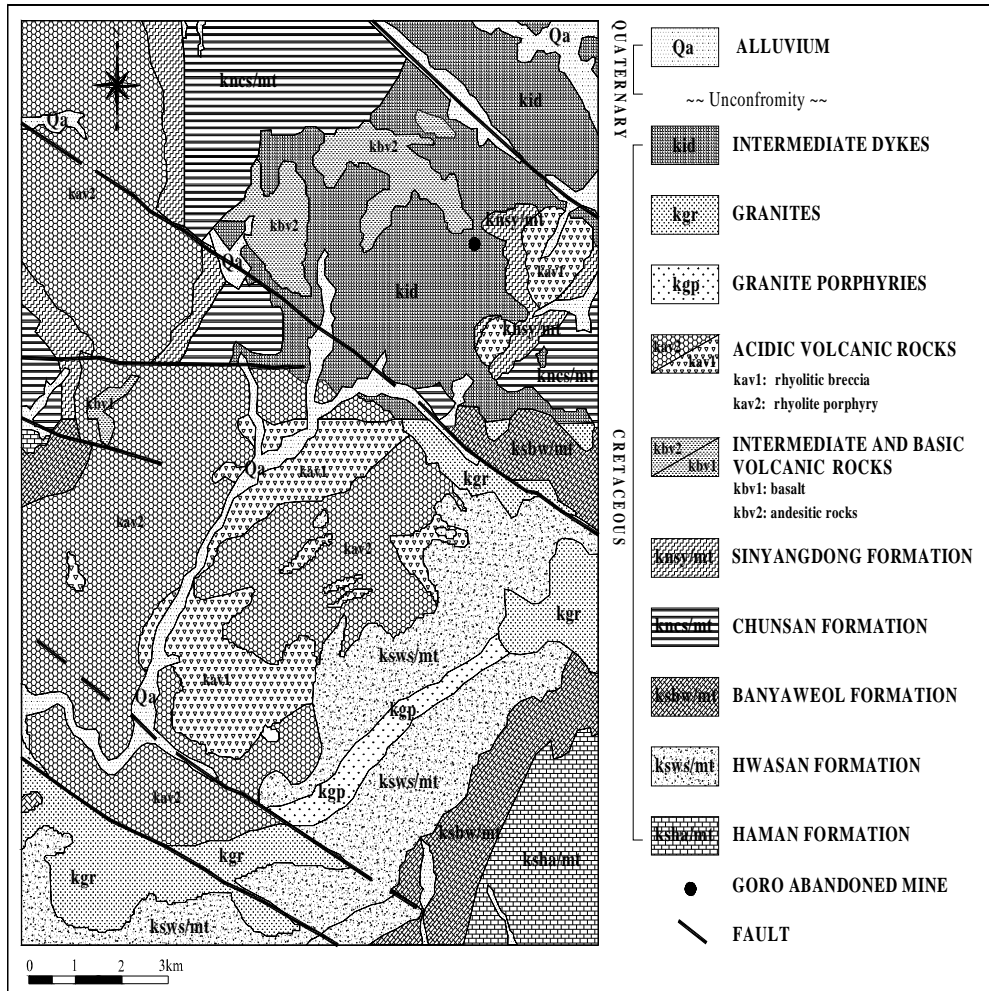 Qa
kncs/mt
kid
Qa
kbv2
kav2
kbv2
knsy/mt
Qa
kav1
kid
knsy/mt
kncs/mt
kbv1
ksbw/mt
kav1
Qa
kgr
kav2
kav2
kgr
ksws/mt
kav1
Qa
kgp
ksws/mt
kgp
kav2
ksbw/mt
kgr
ksha/mt
kgr
ksws/mt
0 1 2 3km
QUATERNARY
CRETACEOUS
Qa ALLUVIUM
~~ Unconfromity ~~
kid INTERMEDIATE DYKES
kgr GRANITES
kgp GRANITE PORPHYRIES
kav2 kav1 ACIDIC VOLCANIC ROCKS
kav1: rhyolitic breccia
kav2: rhyolite porphyry
kbv2 kbv1 INTERMEDIATE AND BASIC
VOLCANIC ROCKS
kbv1: basalt
kbv2: andesitic rocks
knsy/mt SINYANGDONG FORMATION
kncs/mt CHUNSAN FORMATION
ksbw/mt BANYAWEOL FORMATION
ksws/mt HWASAN FORMATION
ksha/mt HAMAN FORMATION
GORO ABANDONED MINE
FAULT